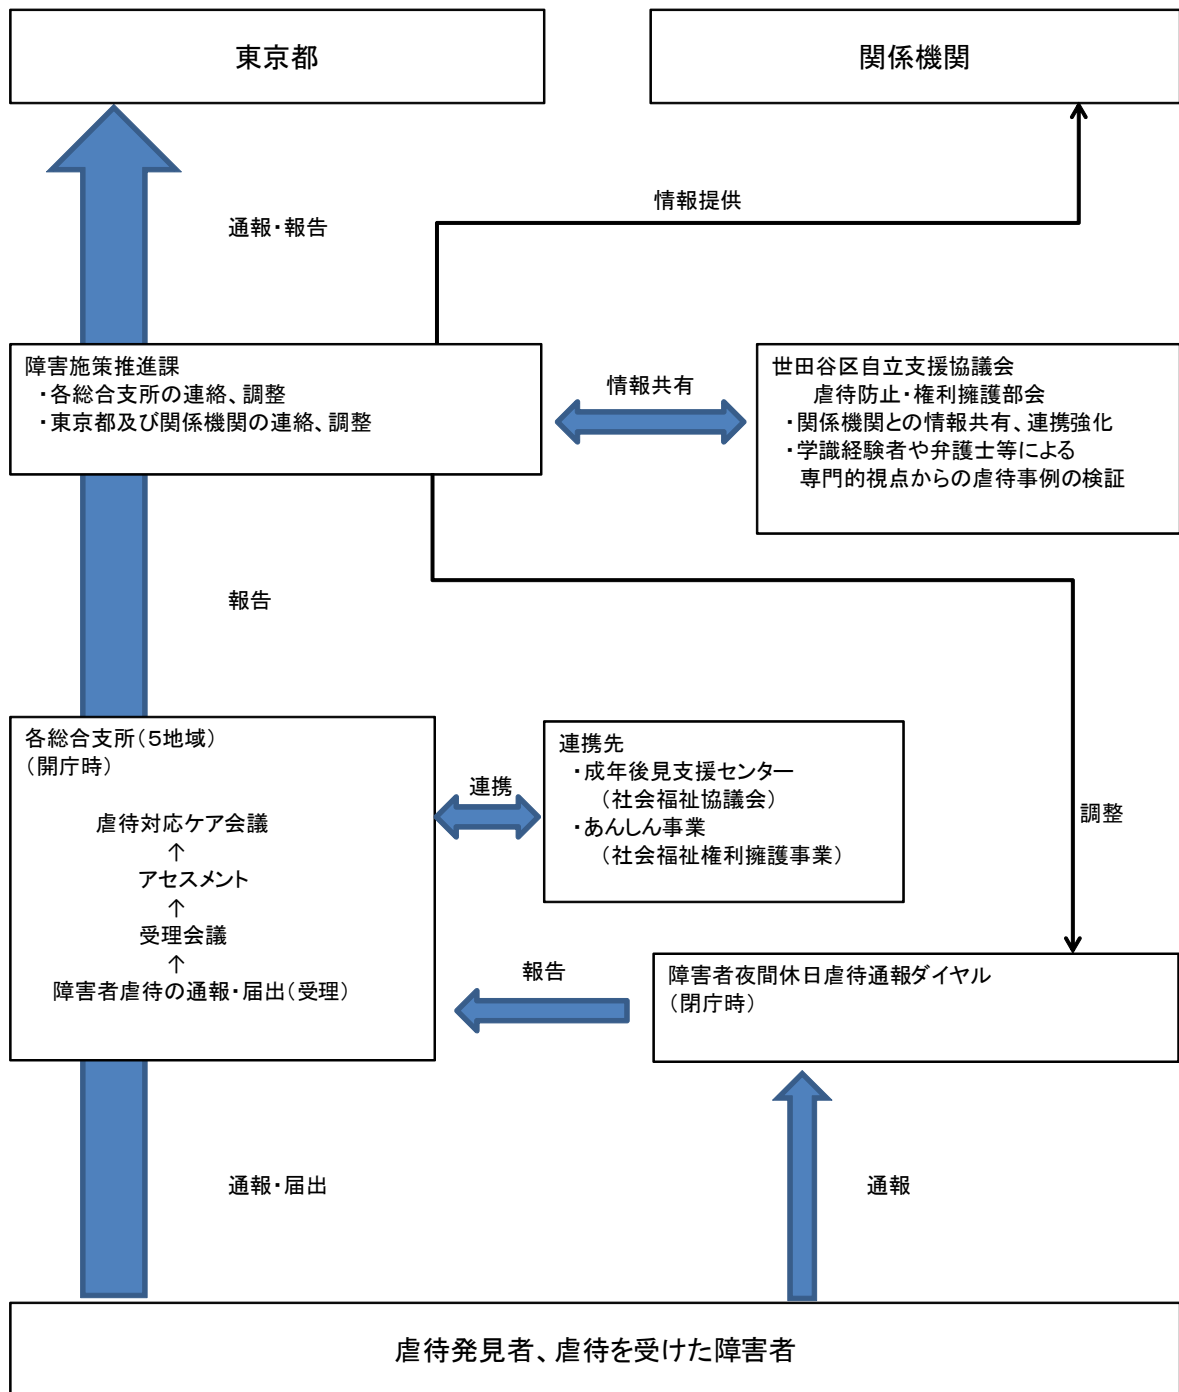 東京都
関係機関
情報提供
通報・報告
障害施策推進課
・各総合支所の連絡、調整
・東京都及び関係機関の連絡、調整
情報共有
世田谷区自立支援協議会
虐待防止・権利擁護部会
・関係機関との情報共有、連携強化
・学識経験者や弁護士等による
専門的視点からの虐待事例の検証
報告
各総合支所(5地域)
(開庁時)
虐待対応ケア会議
↑
アセスメント
↑
受理会議
↑
障害者虐待の通報・届出(受理)
連携
連携先
・成年後見支援センター
(社会福祉協議会)
・あんしん事業
(社会福祉権利擁護事業)
調整
報告
障害者夜間休日虐待通報ダイヤル
(閉庁時)
通報・届出
通報
虐待発見者、虐待を受けた障害者